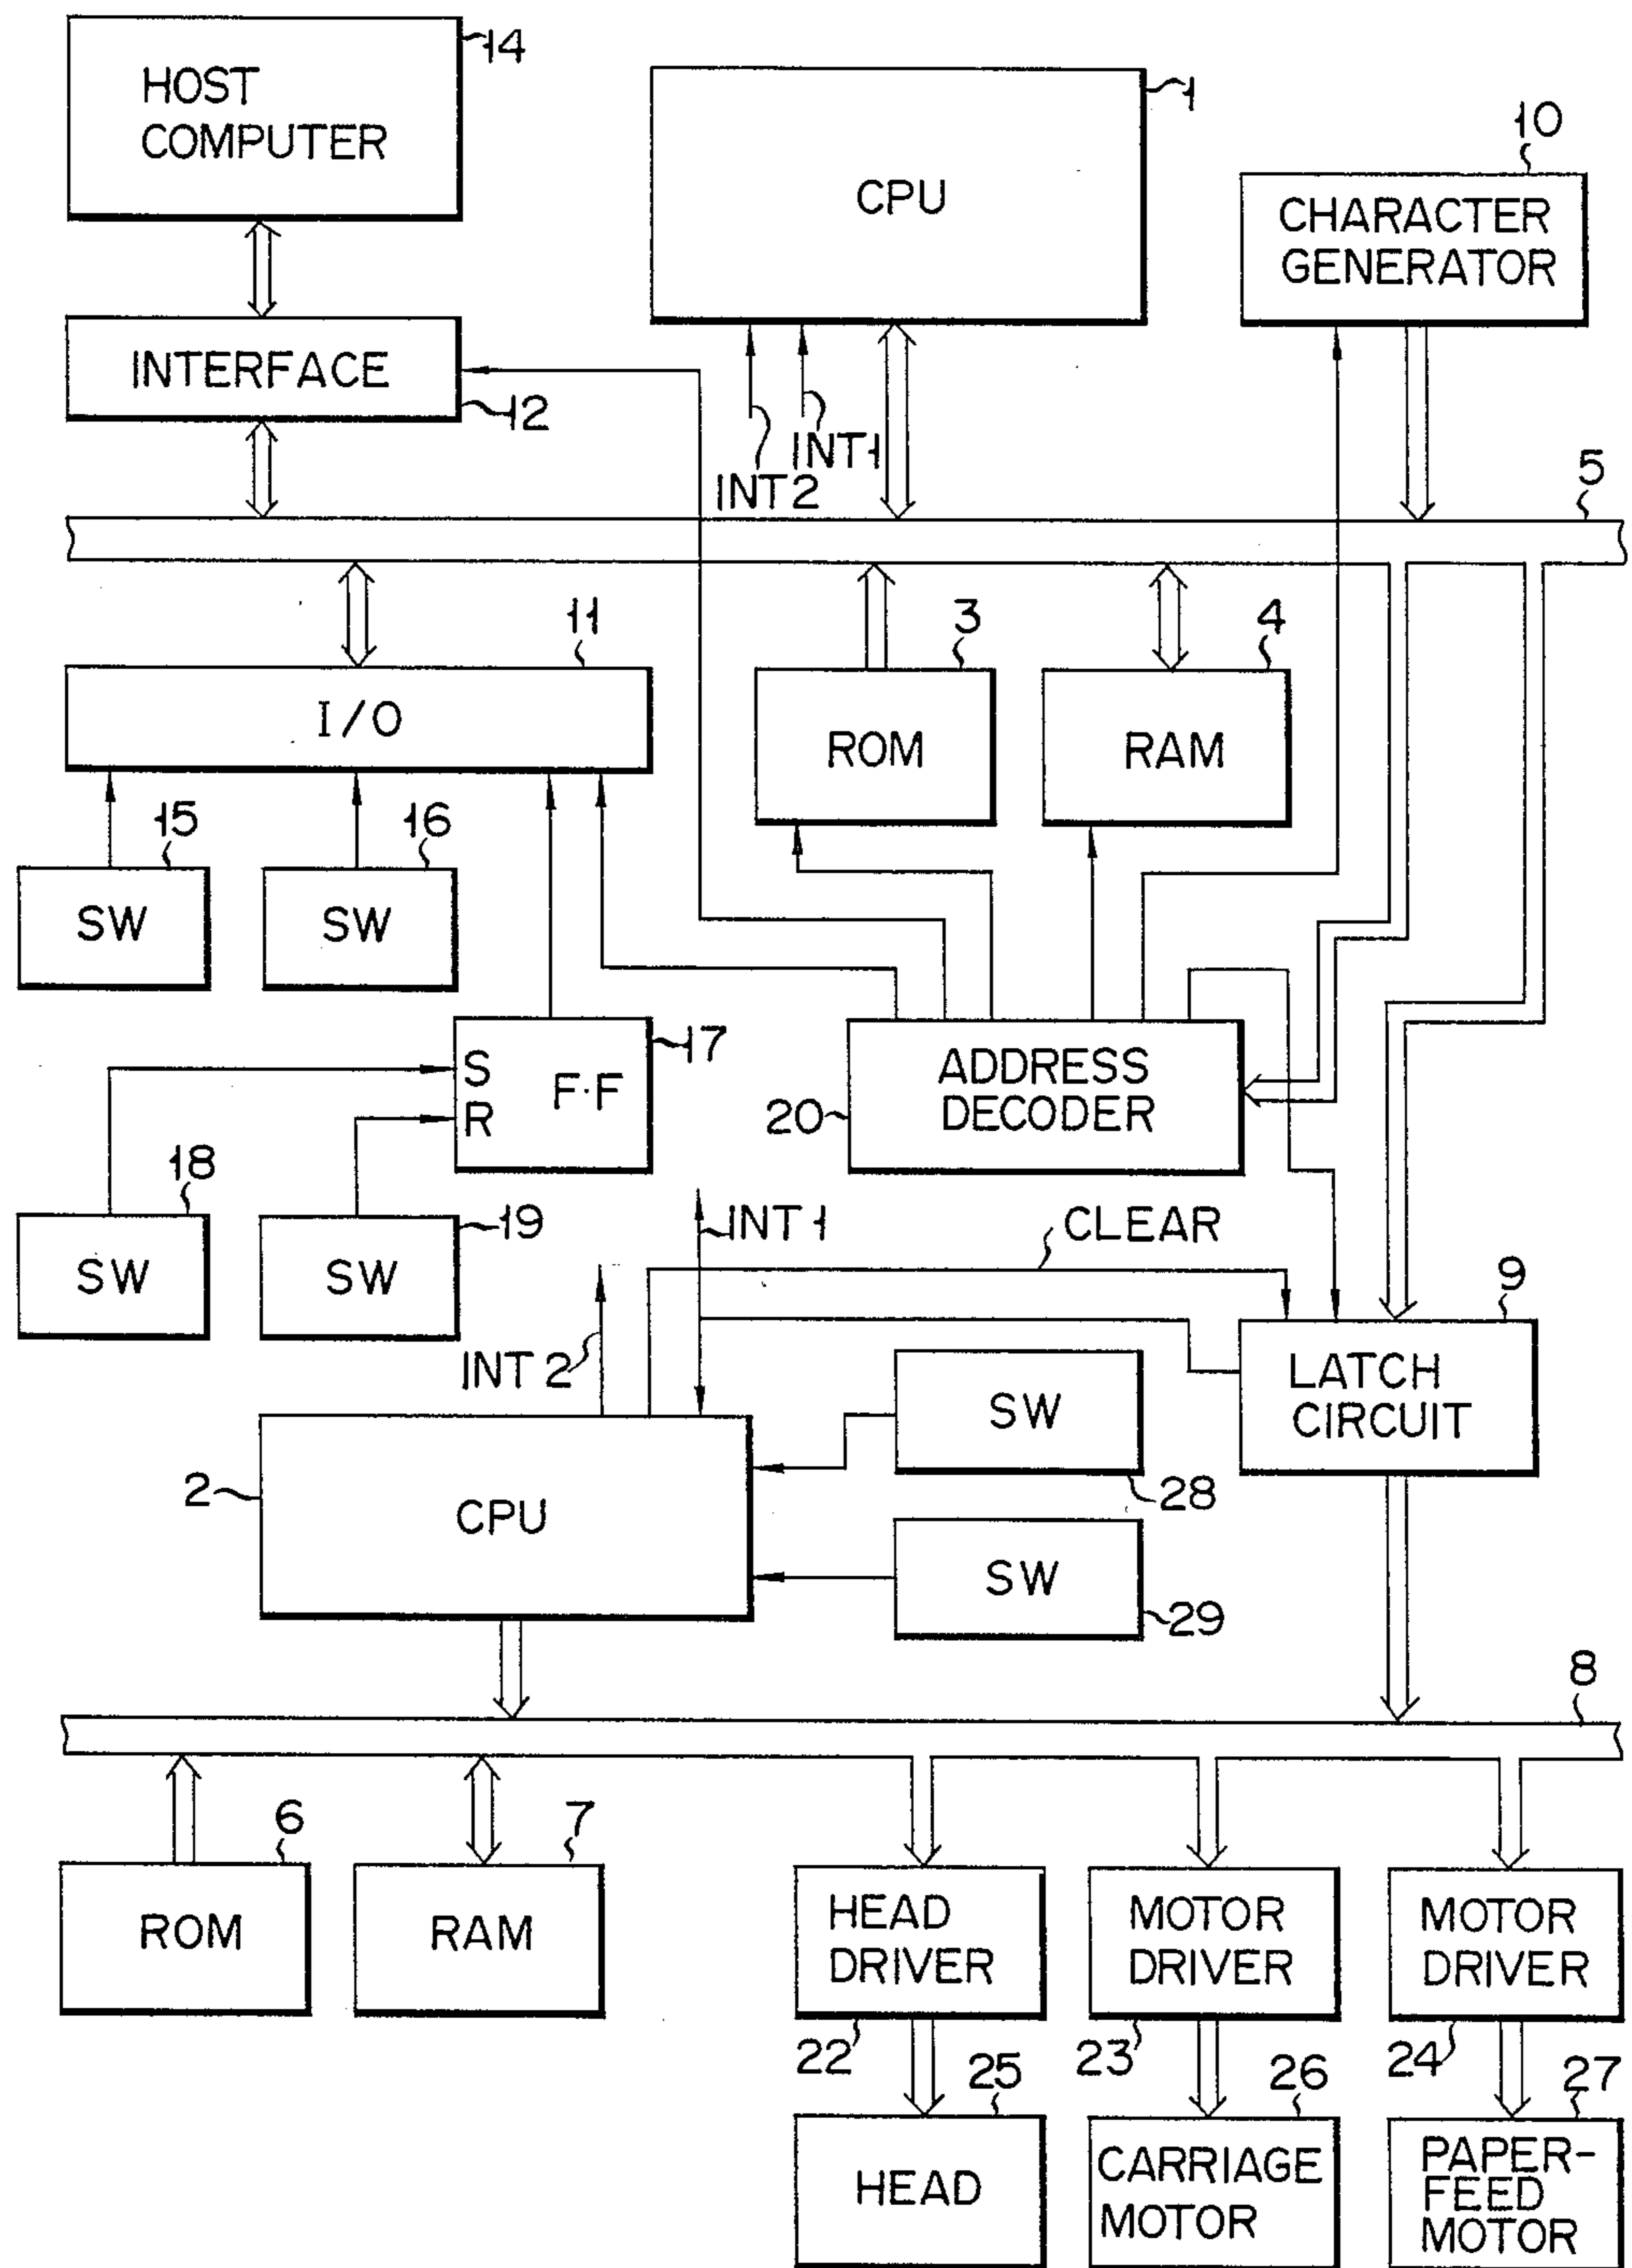 14
HOST
COMPUTER
1
CPU
10
CHARACTER
GENERATOR
INTERFACE
12
INT1
INT2
5
11
I/O
3
ROM
4
RAM
15
SW
16
SW
17
S
R
F·F
ADDRESS
DECODER
20
18
SW
19
SW
INT1
CLEAR
INT2
9
LATCH
CIRCUIT
SW
28
2
CPU
SW
29
8
6
ROM
7
RAM
HEAD
DRIVER
22
MOTOR
DRIVER
23
MOTOR
DRIVER
24
25
HEAD
26
CARRIAGE
MOTOR
27
PAPER-
FEED
MOTOR